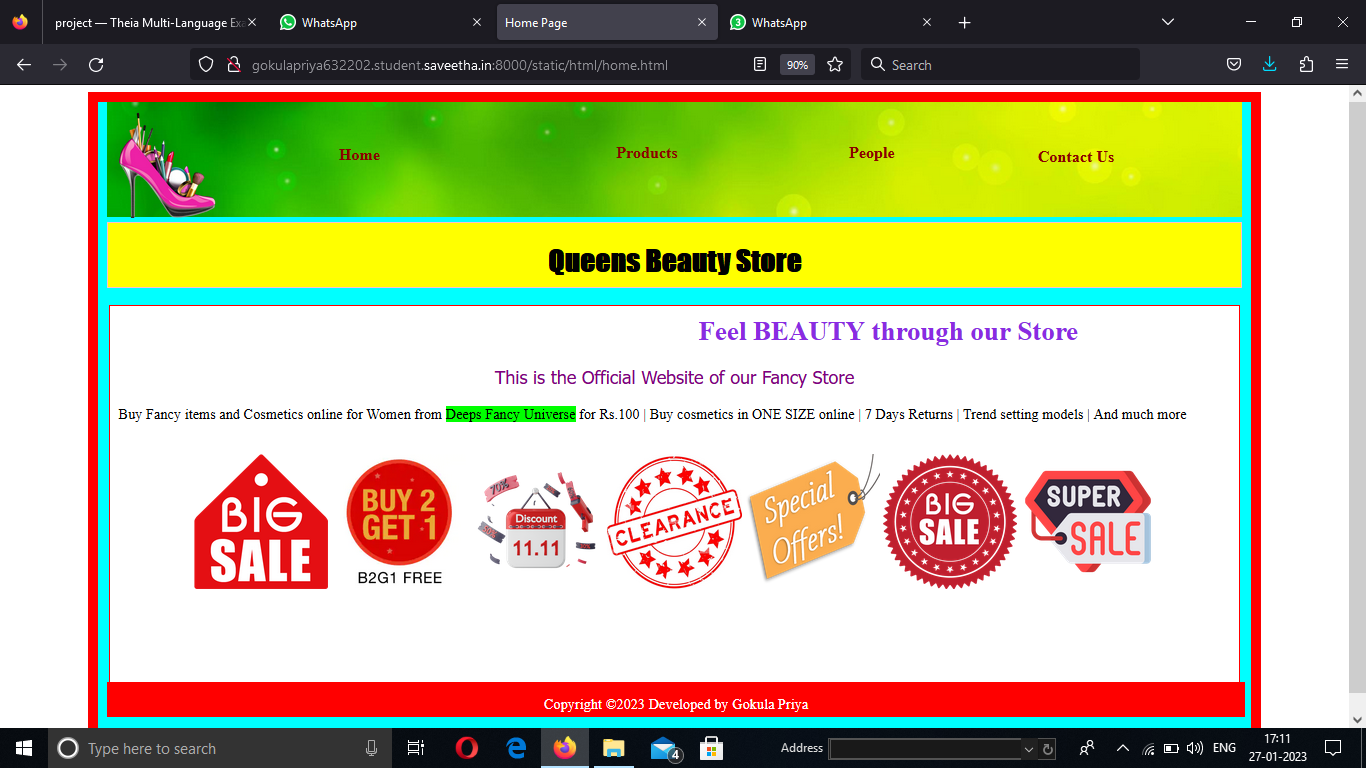 project — Theia Multi-Language Exa
WhatsApp
Home Page
3
WhatsApp
gokulapriya632202.student.saveetha.in:8000/static/html/home.html
90%
Search
Home
Products
People
Contact Us
Queens Beauty Store
Feel BEAUTY through our Store
This is the Official Website of our Fancy Store
Buy Fancy items and Cosmetics online for Women from Deeps Fancy Universe for Rs.100 | Buy cosmetics in ONE SIZE online | 7 Days Returns | Trend setting models | And much more
BIG
SALE
BUY 2
GET 1
B2G1 FREE
70%
Discount
11.11
CLEARANCE
Special
Offers!
BIG
SALE
SUPER
SALE
Copyright ©2023 Developed by Gokula Priya
Type here to search
4
Address
ENG
17:11
27-01-2023